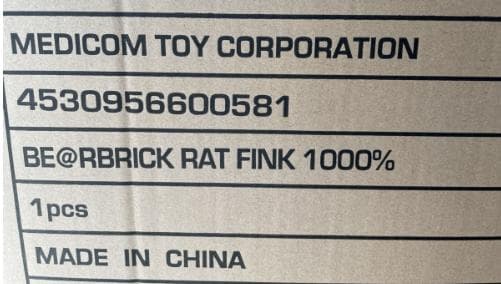 MEDICOM TOY CORPORATION
4530956600581
BE@RBRICK RAT FINK 1000%
1pcs
MADE IN CHINA